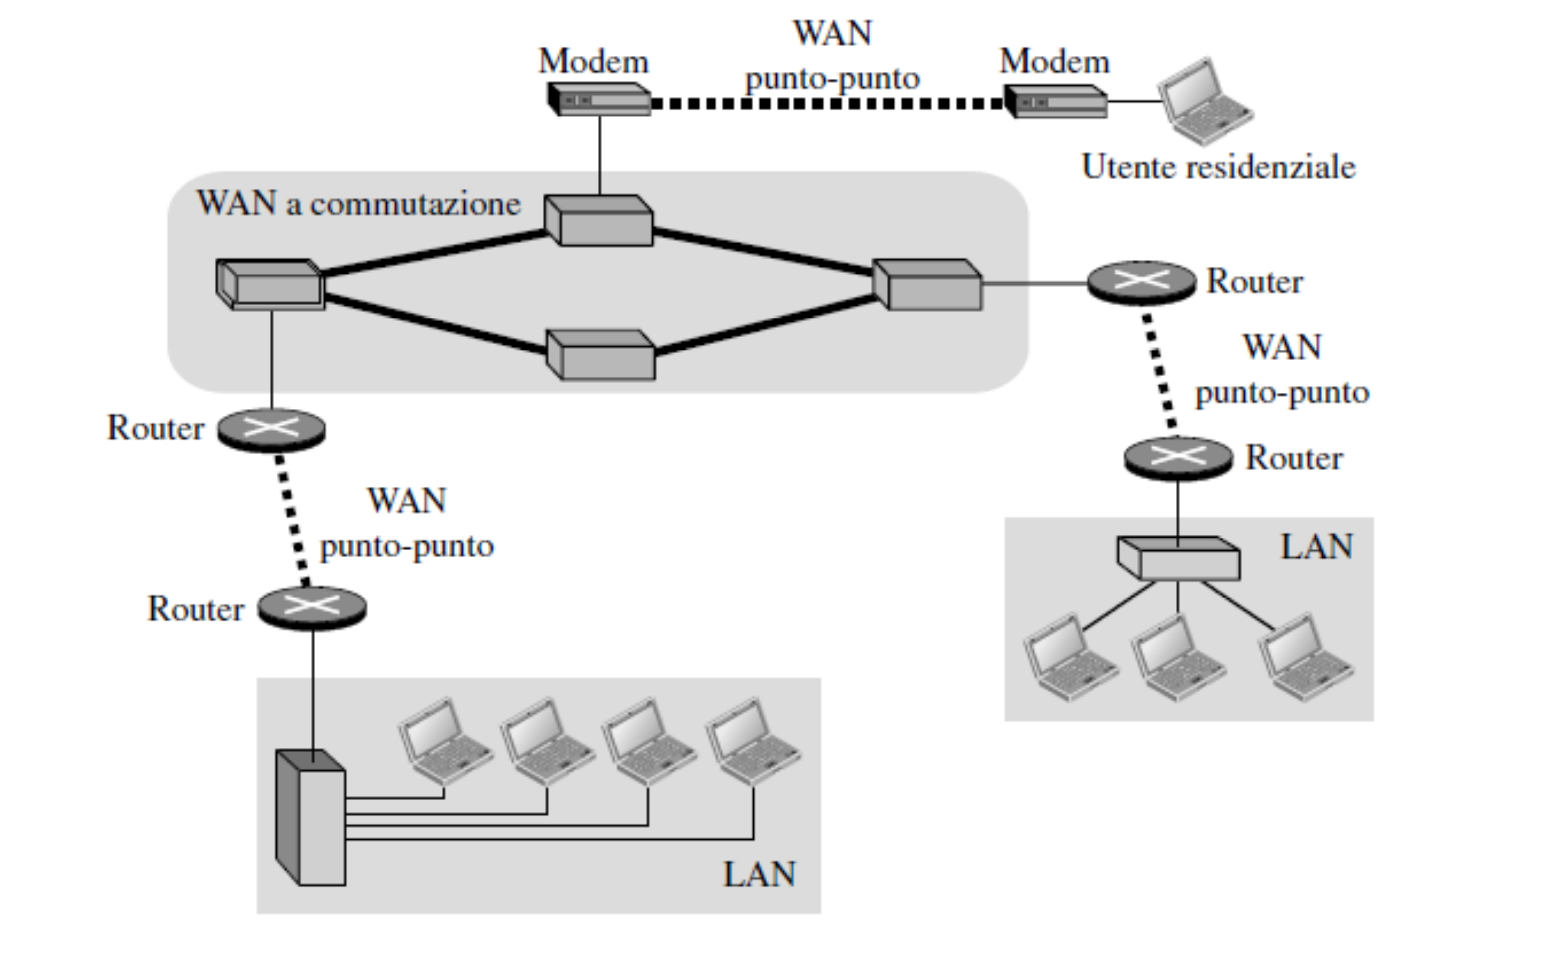 WAN
punto-punto
Modem
Modem
Utente residenziale
WAN a commutazione
Router
WAN
punto-punto
Router
Router
WAN
punto-punto
Router
LAN
LAN